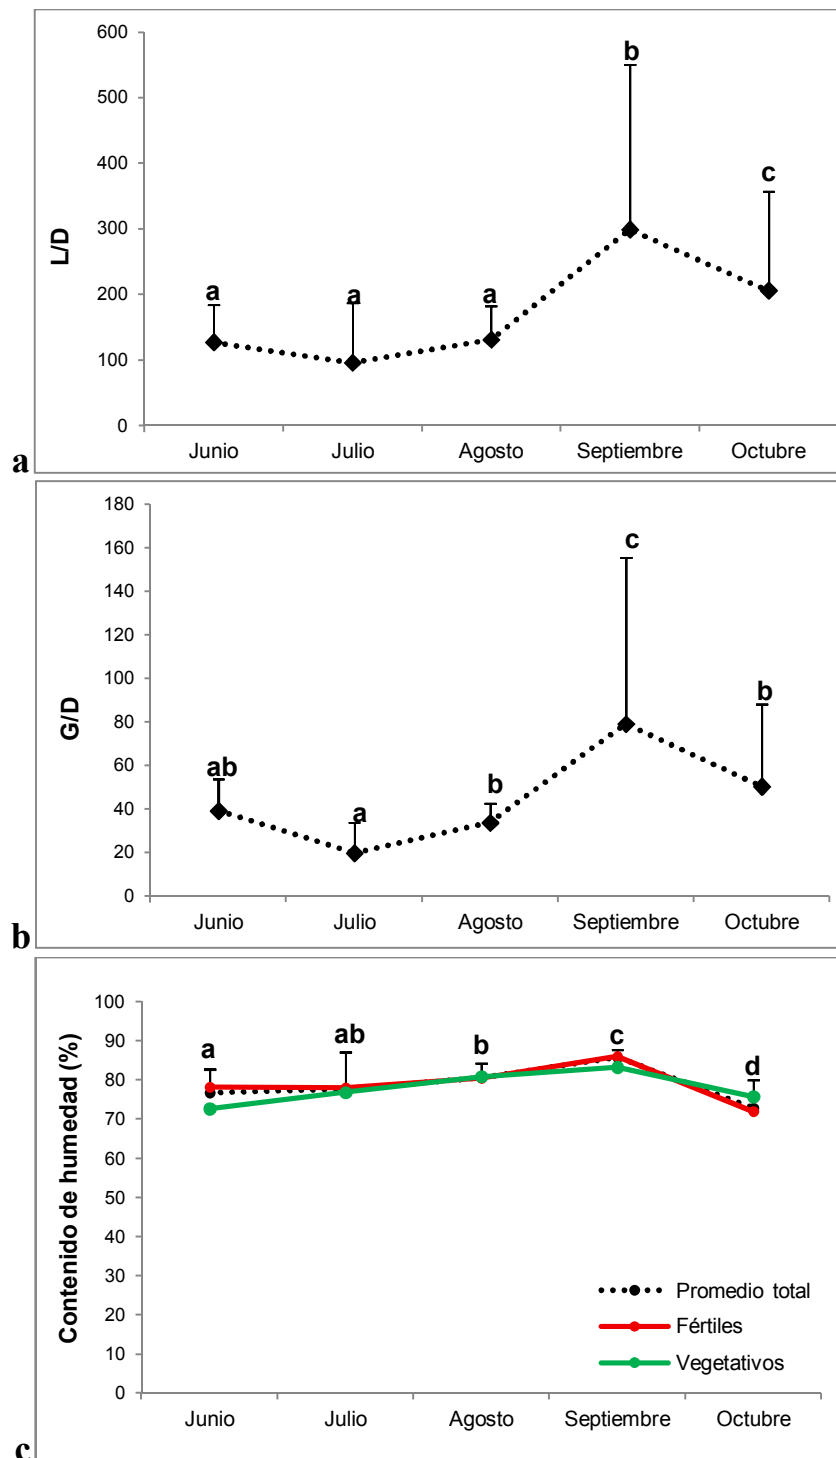 600
500
400
300
200
100
0
L/D
a
a
a
b
c
Junio Julio Agosto Septiembre Octubre
a
180
160
140
120
100
80
60
40
20
0
G/D
ab
a
b
c
b
Junio Julio Agosto Septiembre Octubre
b
100
90
80
70
60
50
40
30
20
10
0
Contenido de humedad (%)
a
ab
b
c
d
Promedio total
Fértiles
Vegetativos
Junio Julio Agosto Septiembre Octubre
c